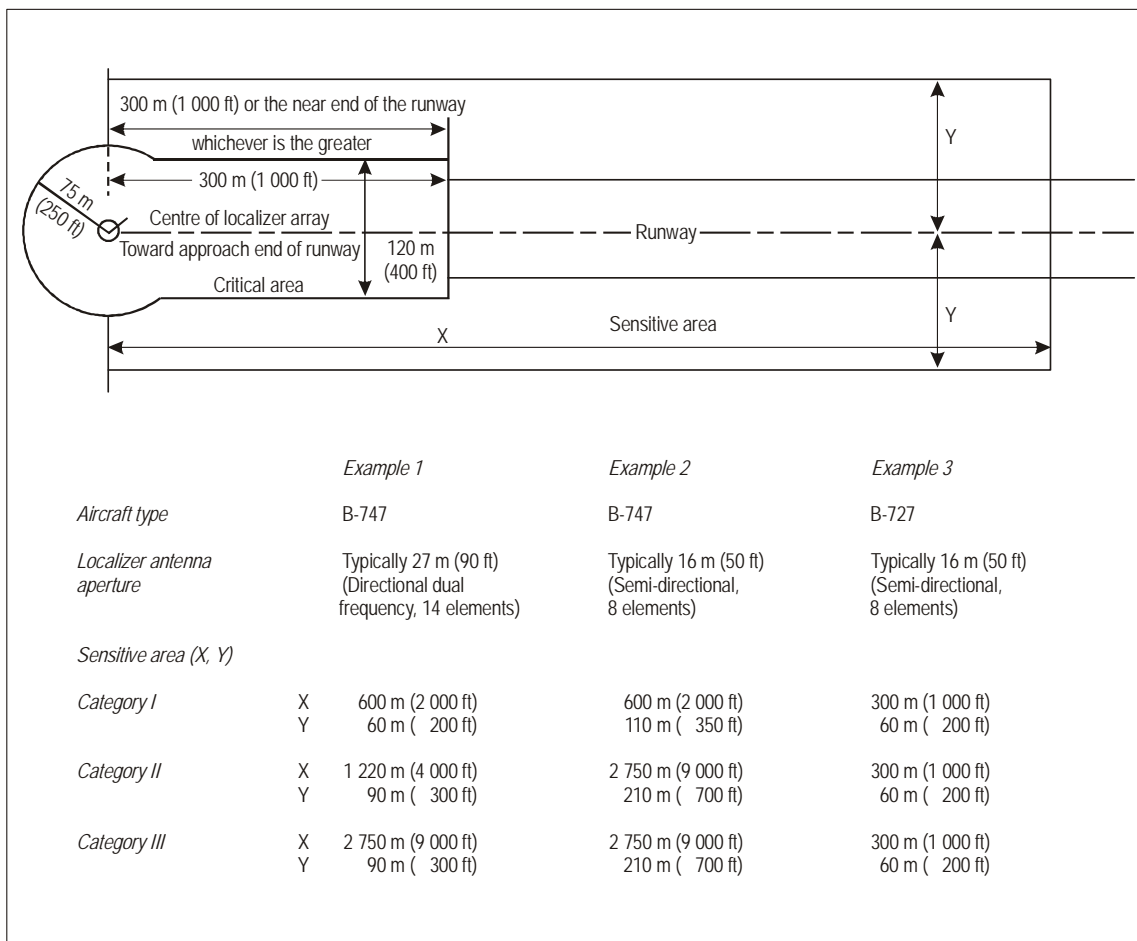 300 m (1 000 ft) or the near end of the runway
whichever is the greater
300 m (1 000 ft)
75 m
(250 ft)
Centre of localizer array
Toward approach end of runway
120 m
(400 ft)
Critical area
Runway
Y
Y
X
Sensitive area
Example 1 Example 2 Example 3
Aircraft type B-747 B-747 B-727
Localizer antenna Typically 27 m (90 ft) Typically 16 m (50 ft) Typically 16 m (50 ft)
aperture (Directional dual (Semi-directional, (Semi-directional,
frequency, 14 elements) 8 elements) 8 elements)
Sensitive area (X, Y)
Category I X 600 m (2 000 ft) 600 m (2 000 ft) 300 m (1 000 ft)
Y 60 m ( 200 ft) 110 m ( 350 ft) 60 m ( 200 ft)
Category II X 1 220 m (4 000 ft) 2 750 m (9 000 ft) 300 m (1 000 ft)
Y 90 m ( 300 ft) 210 m ( 700 ft) 60 m ( 200 ft)
Category III X 2 750 m (9 000 ft) 2 750 m (9 000 ft) 300 m (1 000 ft)
Y 90 m ( 300 ft) 210 m ( 700 ft) 60 m ( 200 ft)